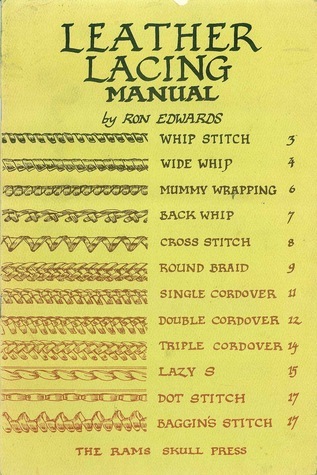 LEATHER
LACING
MANUAL
by RON EDWARDS
WHIP STITCH 3
WIDE WHIP 4
MUMMY WRAPPING 6
BACK WHIP 7
CROSS STITCH 8
ROUND BRAID 9
SINGLE CORDOVER 11
DOUBLE CORDOVER 12
TRIPLE CORDOVER 14
LAZY S 15
DOT STITCH 17
BAGGIN'S STITCH 17
THE RAMS SKULL PRESS